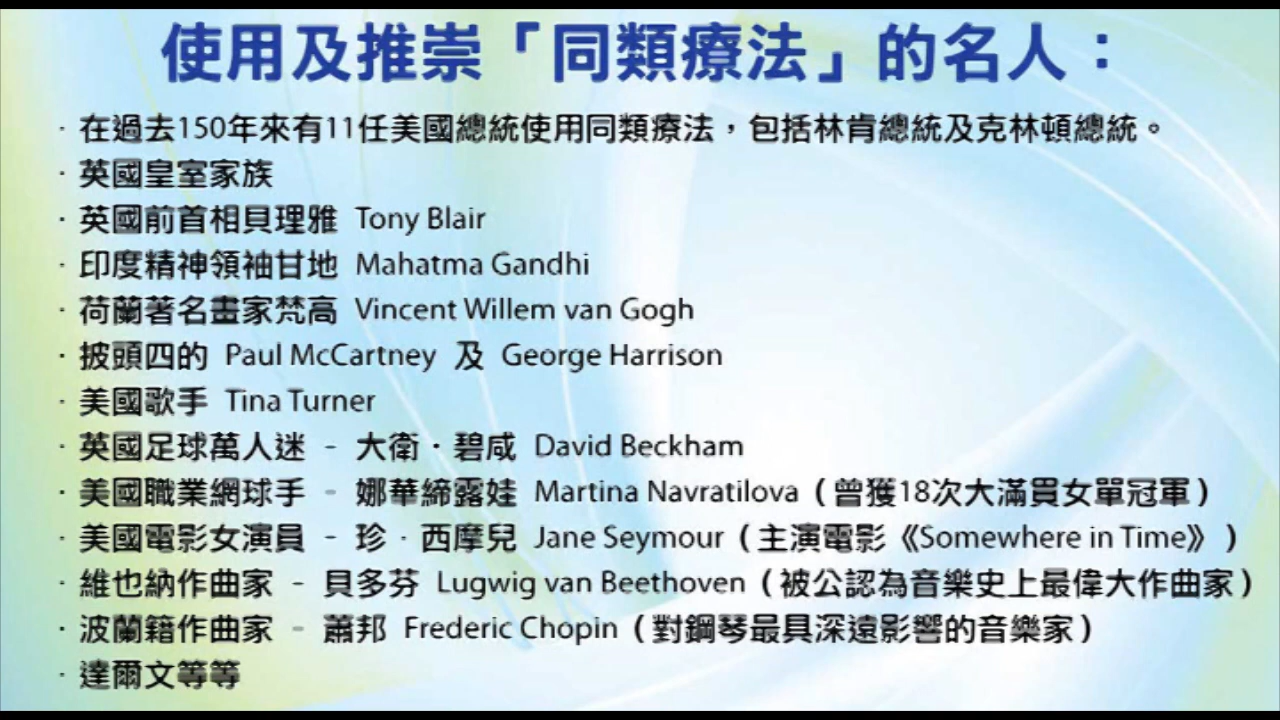 使用及推崇「同類療法」的名人：
· 在過去150年來有11任美國總統使用同類療法，包括林肯總統及克林頓總統。
· 英國皇室家族
· 英國前首相貝理雅 Tony Blair
· 印度精神領袖甘地 Mahatma Gandhi
· 荷蘭著名畫家梵高 Vincent Willem van Gogh
· 披頭四的 Paul McCartney 及 George Harrison
· 美國歌手 Tina Turner
· 英國足球萬人迷 - 大衛·碧咸 David Beckham
· 美國職業網球手 - 娜華締露娃 Martina Navratilova（曾獲18次大滿貫女單冠軍）
· 美國電影女演員 - 珍·西摩兒 Jane Seymour（主演電影《Somewhere in Time》）
· 維也納作曲家 - 貝多芬 Lugwig van Beethoven（被公認為音樂史上最偉大作曲家）
· 波蘭籍作曲家 - 蕭邦 Frederic Chopin（對鋼琴最具深遠影響的音樂家）
· 達爾文等等